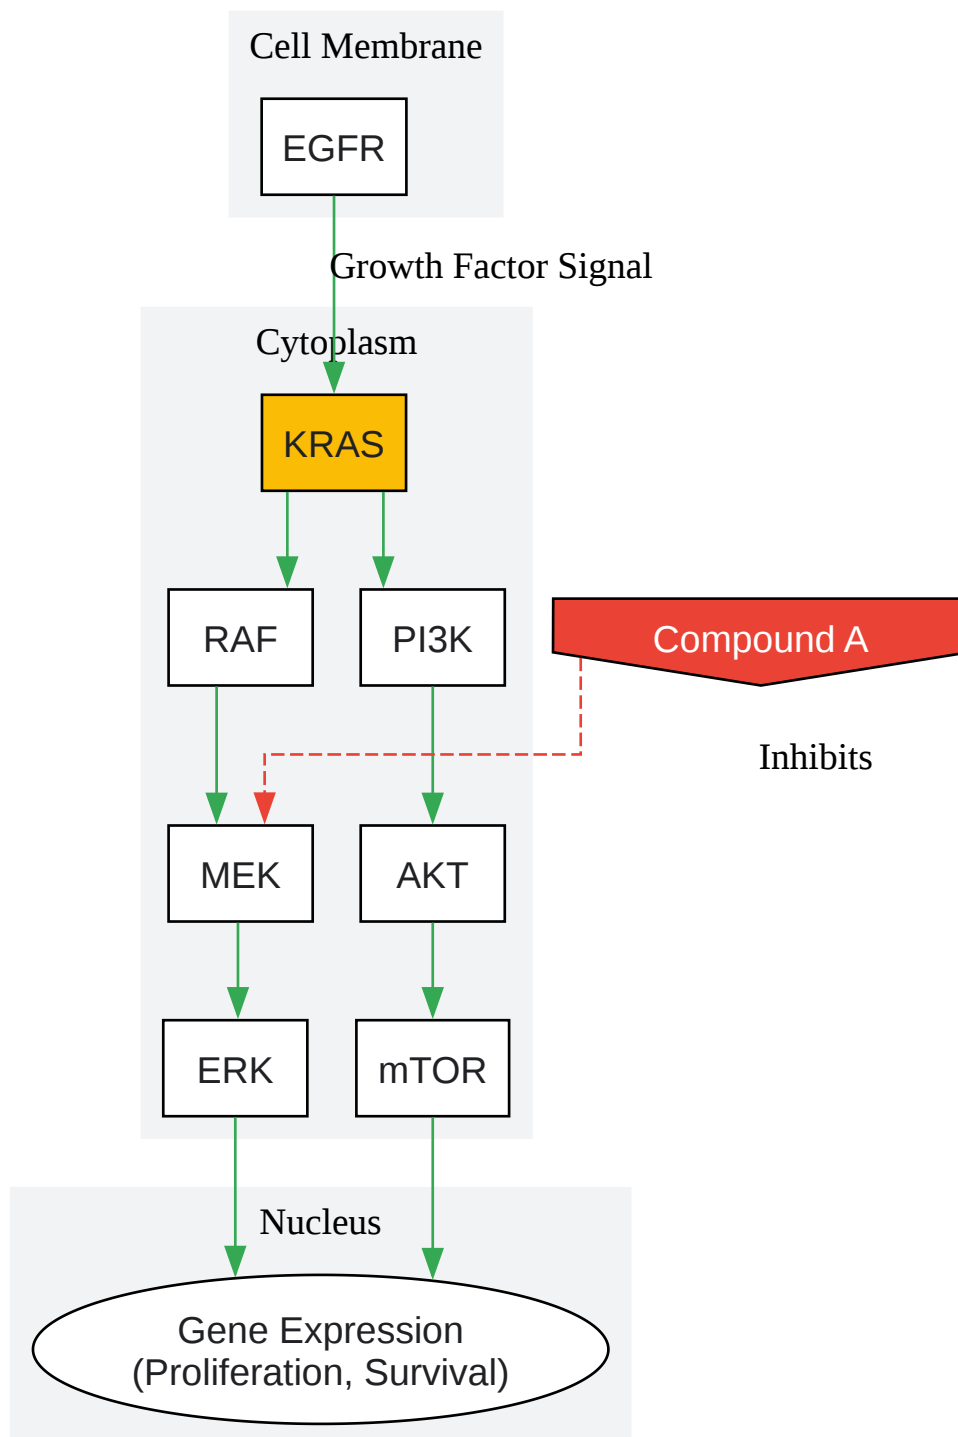 Cell Membrane
EGFR
Growth Factor Signal
Cytoplasm
KRAS
RAF
PI3K
Compound A
Inhibits
MEK
AKT
ERK
mTOR
Nucleus
Gene Expression
(Proliferation, Survival)